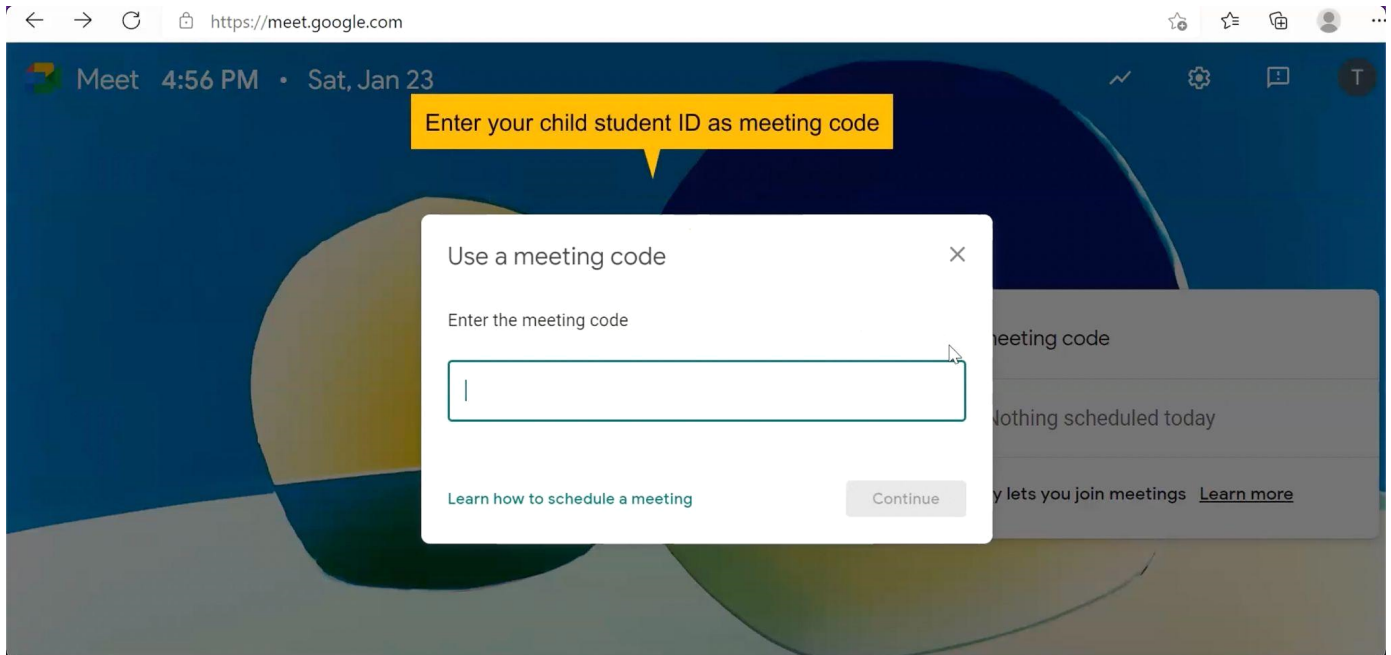 https://meet.google.com
Meet 4:56 PM • Sat, Jan 23
T
Enter your child student ID as meeting code
Use a meeting code
Enter the meeting code
eeting code
othing scheduled today
Learn how to schedule a meeting
Continue
y lets you join meetings Learn more